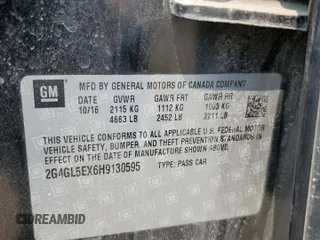 GM
MFD BY GENERAL MOTORS OF CANADA COMPANY
DATE GVWR GAWR FRT GAWR RR
10/16 2115 KG 1112 KG 1003 KG
4663 LB 2452 LB 2211 LB
THIS VEHICLE CONFORMS TO ALL APPLICABLE U.S. FEDERAL MOTOR
VEHICLE SAFETY, BUMPER, AND THEFT PREVENTION STANDARDS IN
EFFECT ON THE DATE OF MANUFACTURE SHOWN ABOVE.
2G4GL5EX6H9130595 TYPE: PASS CAR